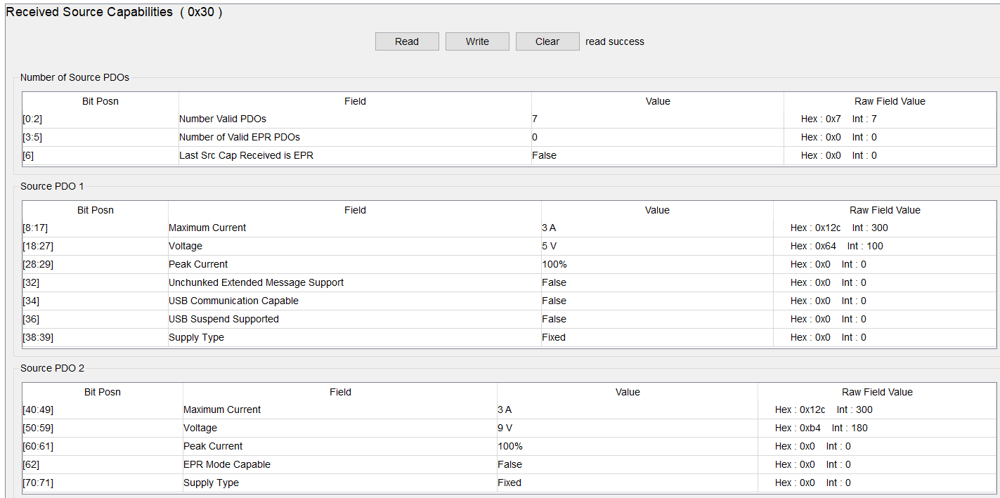 Received Source Capabilities ( 0x30 )
Read Write Clear read success
Number of Source PDOs
Bit Posn Field Value Raw Field Value
[0:2] Number Valid PDOs 7 Hex : 0x7 Int : 7
[3:5] Number of Valid EPR PDOs 0 Hex : 0x0 Int : 0
[6] Last Src Cap Received is EPR False Hex : 0x0 Int : 0
Source PDO 1
Bit Posn Field Value Raw Field Value
[8:17] Maximum Current 3 A Hex : 0x12c Int : 300
[18:27] Voltage 5 V Hex : 0x64 Int : 100
[28:29] Peak Current 100% Hex : 0x0 Int : 0
[32] Unchunked Extended Message Support False Hex : 0x0 Int : 0
[34] USB Communication Capable False Hex : 0x0 Int : 0
[36] USB Suspend Supported False Hex : 0x0 Int : 0
[38:39] Supply Type Fixed Hex : 0x0 Int : 0
Source PDO 2
Bit Posn Field Value Raw Field Value
[40:49] Maximum Current 3 A Hex : 0x12c Int : 300
[50:59] Voltage 9 V Hex : 0xb4 Int : 180
[60:61] Peak Current 100% Hex : 0x0 Int : 0
[62] EPR Mode Capable False Hex : 0x0 Int : 0
[70:71] Supply Type Fixed Hex : 0x0 Int : 0